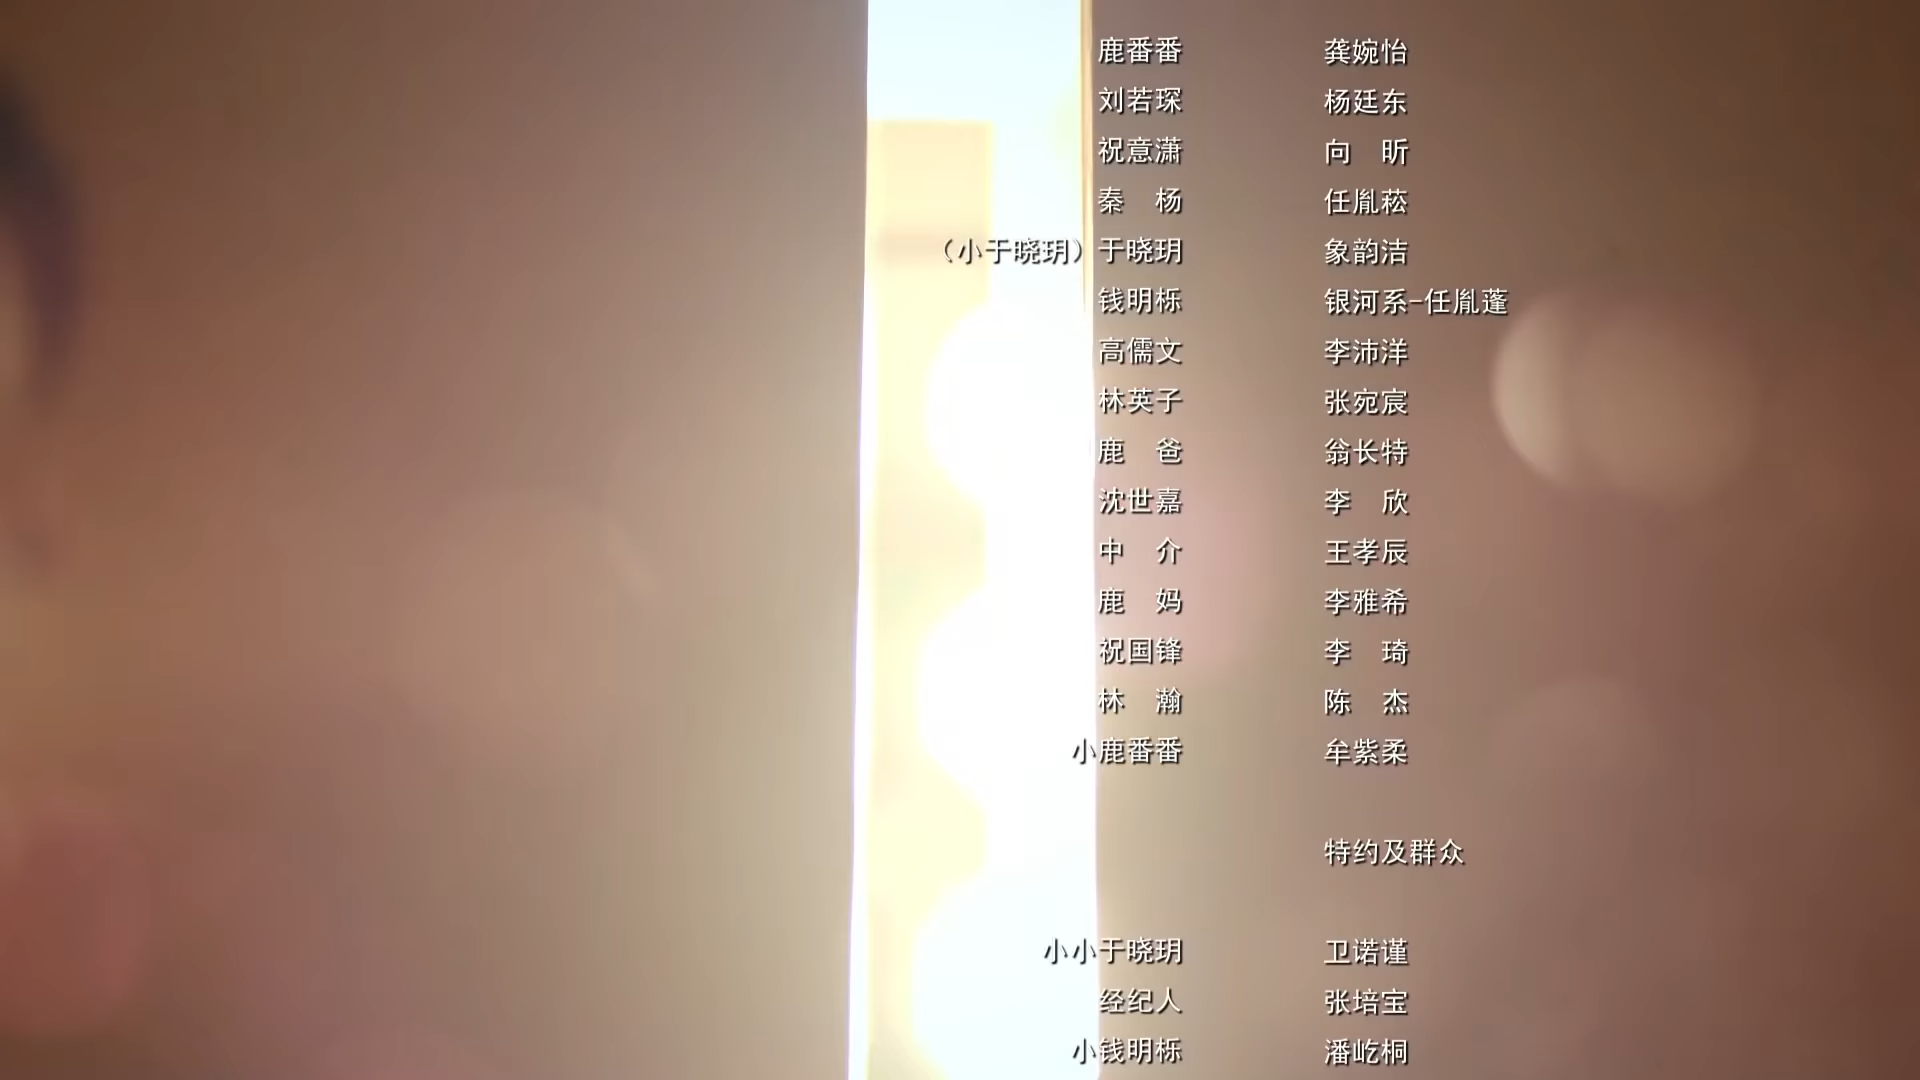 鹿番番 龚婉怡
刘若琛 杨廷东
祝意潇 向 昕
秦 杨 任胤菘
（小于晓玥）于晓玥 象韵洁
钱明栎 银河系-任胤蓬
高儒文 李沛洋
林英子 张宛宸
鹿 爸 翁长特
沈世嘉 李 欣
中 介 王孝辰
鹿 妈 李雅希
祝国锋 李 琦
林 瀚 陈 杰
小鹿番番 牟紫柔
特约及群众
小小于晓玥 卫诺谨
经纪人 张培宝
小钱明栎 潘屹桐